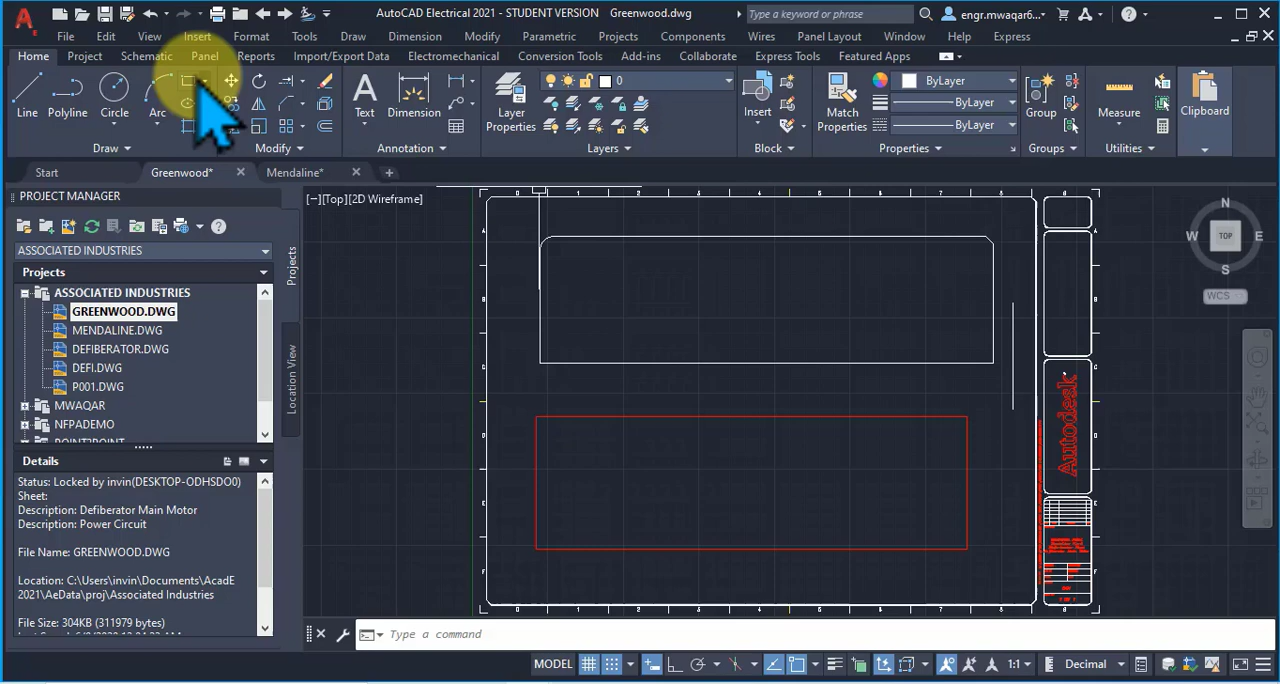 AutoCAD Electrical 2021 - STUDENT VERSION Greenwood.dwg
Type a keyword or phrase
engr.mwaqar6...
File Edit View Insert Format Tools Draw Dimension Modify Parametric Projects Components Wires Panel Layout Window Help Express
Home Project Schematic Panel Reports Import/Export Data Electromechanical Conversion Tools Add-ins Collaborate Express Tools Featured Apps
0
ByLayer
ByLayer
ByLayer
Line Polyline Circle Arc Text Dimension Layer Properties Insert Match Properties Group Measure Clipboard
Draw Modify Annotation Layers Block Properties Groups Utilities
Start Greenwood* Mendaline*
PROJECT MANAGER
ASSOCIATED INDUSTRIES
Projects
ASSOCIATED INDUSTRIES
GREENWOOD.DWG
MENDALINE.DWG
DEFIBERATOR.DWG
DEFI.DWG
P001.DWG
MWAQAR
NFPADEMO
POINT2POINT
Projects
Location View
Details
Status: Locked by invin(DESKTOP-ODHSDO0)
Sheet:
Description: Defiberator Main Motor
Description: Power Circuit
File Name: GREENWOOD.DWG
Location: C:\Users\invin\Documents\AcadE
2021\AeData\proj\Associated Industries
File Size: 304KB (311979 bytes)
[−][Top][2D Wireframe]
N
W TOP E
S
WCS
Autodesk
Type a command
MODEL 1:1 Decimal